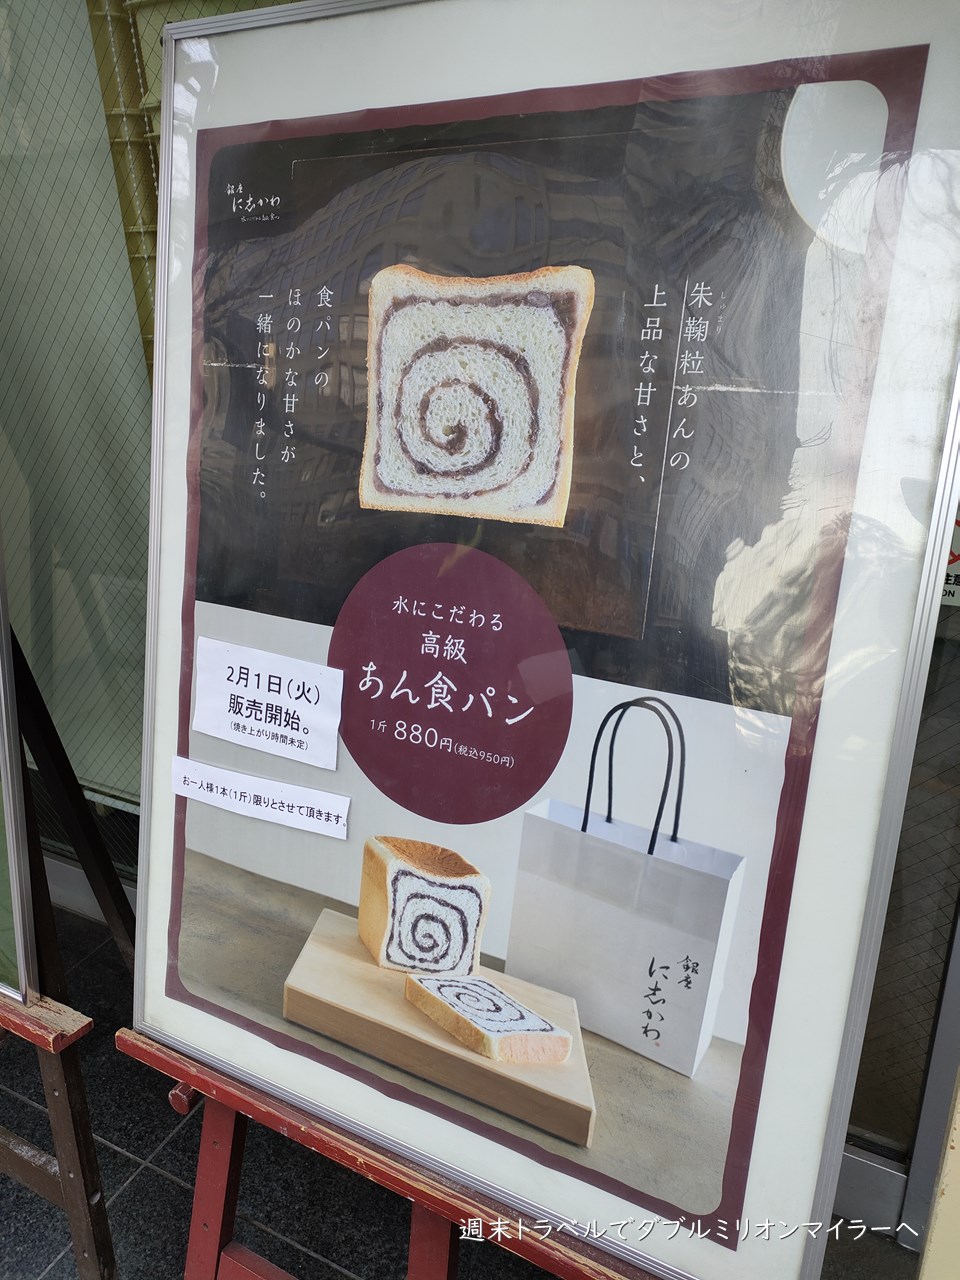 銀座
に志かわ
しゅまり
朱鞠粒あんの
上品な甘さと、
食パンの
ほのかな甘さが
一緒になりました。
水にこだわる
高級
あん食パン
1斤 880円(税込950円)
2月1日(火)
販売開始。
(焼き上がり時間未定)
お一人様1本(1斤)限りとさせて頂きます。
銀座
に志かわ
週末トラベルでダブルミリオンマイラーへ